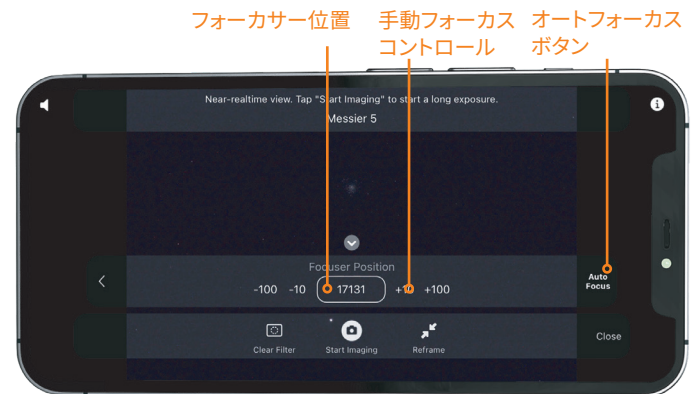 フォーカサー位置
手動フォーカス
コントロール
オートフォーカス
ボタン
Near-realtime view. Tap "Start Imaging" to start a long exposure.
Messier 5
Focuser Position
-100 -10 17131 +10 +100
Auto
Focus
Clear Filter Start Imaging Reframe
Close